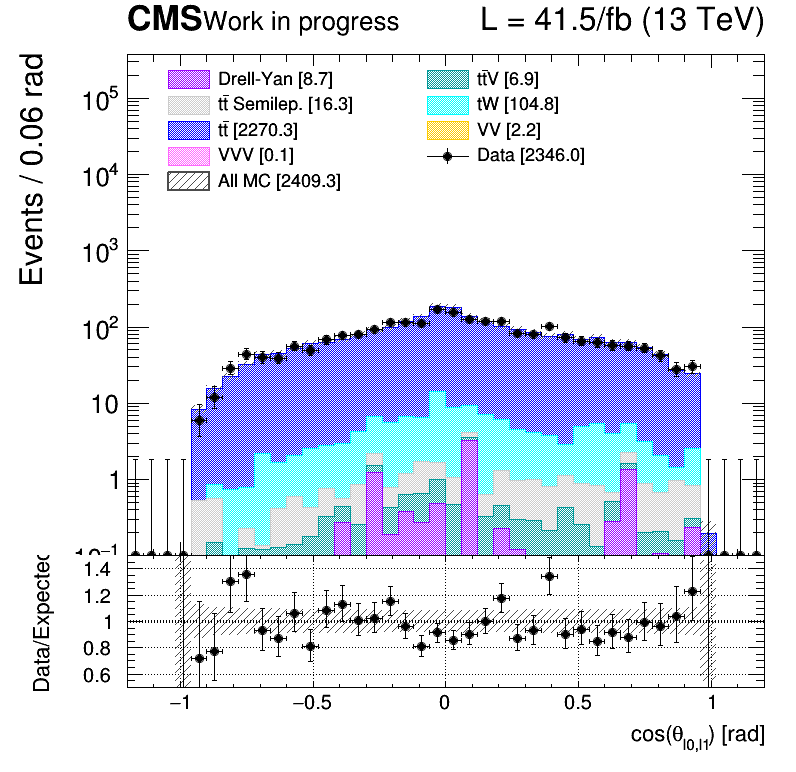 CMS Work in progress L = 41.5/fb (13 TeV)
Events / 0.06 rad
Drell-Yan [8.7]
tt̄ Semilep. [16.3]
tt̄ [2270.3]
VVV [0.1]
All MC [2409.3]
tt̄V [6.9]
tW [104.8]
VV [2.2]
Data [2346.0]
10⁵
10⁴
10³
10²
10
1
10⁻¹
Data/Expected
1.4
1.2
1
0.8
0.6
−1 −0.5 0 0.5 1
cos(θ_l0,l1) [rad]